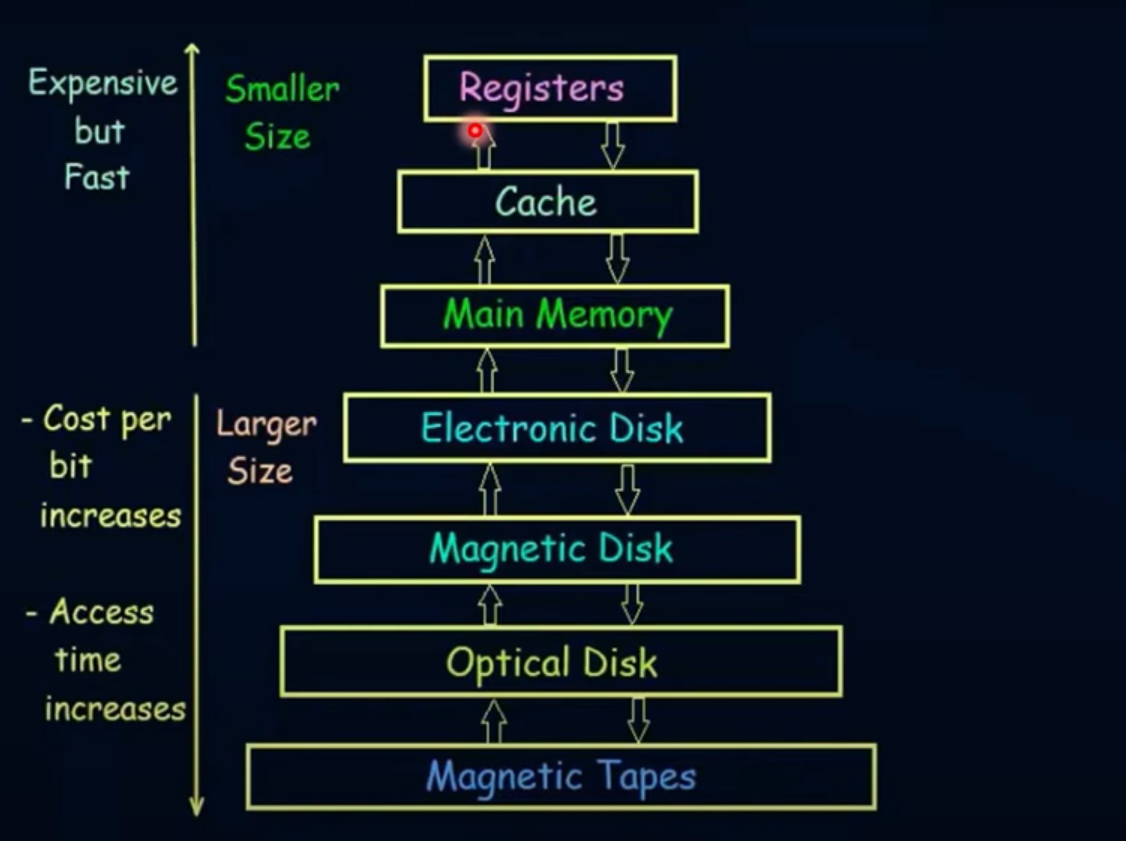 Expensive
but
Fast
Smaller
Size
Registers
Cache
Main Memory
- Cost per
bit
increases
Larger
Size
Electronic Disk
Magnetic Disk
- Access
time
increases
Optical Disk
Magnetic Tapes